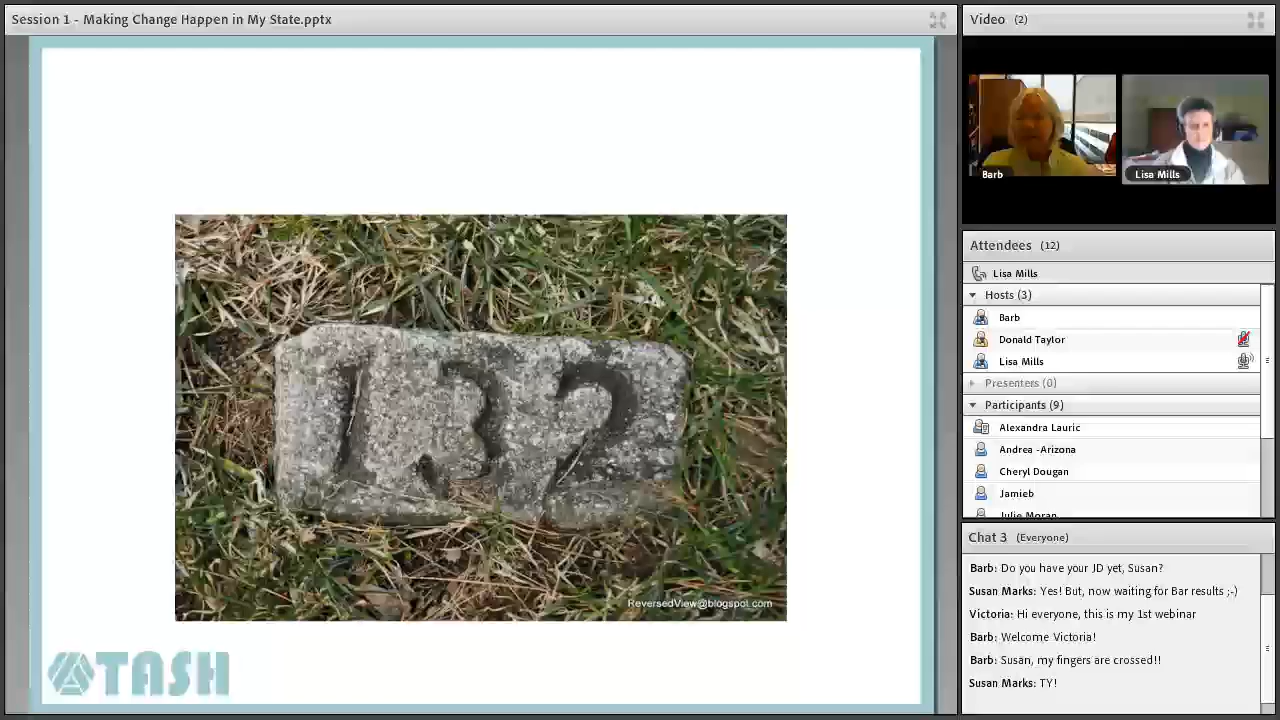 Session 1 - Making Change Happen in My State.pptx
132
ReversedView@blogspot.com
TASH
Video (2)
Barb
Lisa Mills
Attendees (12)
Lisa Mills
Hosts (3)
Barb
Donald Taylor
Lisa Mills
Presenters (0)
Participants (9)
Alexandra Lauric
Andrea -Arizona
Cheryl Dougan
Jamieb
Julie Moran
Chat 3 (Everyone)
Barb: Do you have your JD yet, Susan?
Susan Marks: Yes! But, now waiting for Bar results ;-)
Victoria: Hi everyone, this is my 1st webinar
Barb: Welcome Victoria!
Barb: Susan, my fingers are crossed!!
Susan Marks: TY!